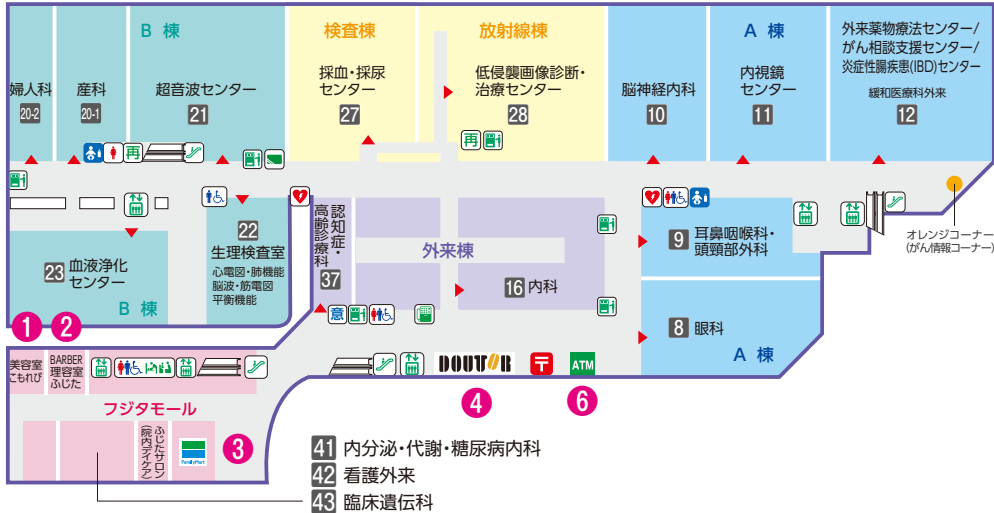 B 棟
検査棟
放射線棟
A 棟
婦人科
20-2
産科
20-1
超音波センター
21
採血・採尿
センター
27
低侵襲画像診断・
治療センター
28
脳神経内科
10
内視鏡
センター
11
外来薬物療法センター/
がん相談支援センター/
炎症性腸疾患(IBD)センター
緩和医療科外来
12
再
再
23 血液浄化
センター
B 棟
22
生理検査室
心電図・肺機能
脳波・筋電図
平衡機能
認知症・
高齢診療科
37
外来棟
16 内科
9 耳鼻咽喉科・
頭頸部外科
8 眼科
A 棟
オレンジコーナー
(がん情報コーナー)
意
1
2
美容室
こもれび
BARBER
理容室
ふじた
フジタモール
ふじたサロン
(院内デイケア)
FamilyMart
3
DOUTOR
〒
ATM
4
6
41 内分泌・代謝・糖尿病内科
42 看護外来
43 臨床遺伝科